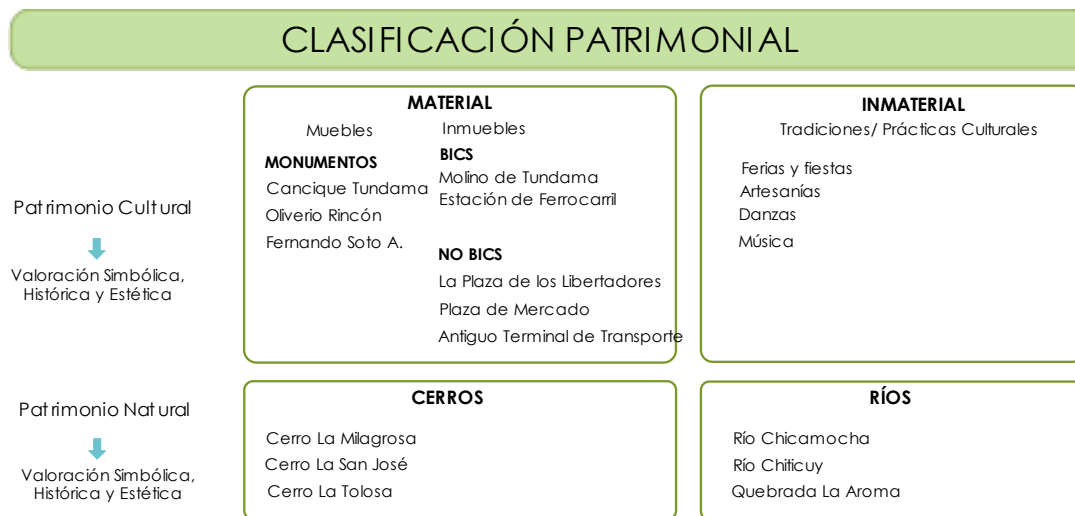 CLASIFICACIÓN PATRIMONIAL
Patrimonio Cultural
Valoración Simbólica,
Histórica y Estética
MATERIAL
Muebles
MONUMENTOS
Cancique Tundama
Oliverio Rincón
Fernando Soto A.
Inmuebles
BICS
Molino de Tundama
Estación de Ferrocarril
NO BICS
La Plaza de los Libertadores
Plaza de Mercado
Antiguo Terminal de Transporte
INMATERIAL
Tradiciones/ Prácticas Culturales
Ferias y fiestas
Artesanías
Danzas
Música
Patrimonio Natural
Valoración Simbólica,
Histórica y Estética
CERROS
Cerro La Milagrosa
Cerro La San José
Cerro La Tolosa
RÍOS
Río Chicamocha
Río Chiticuy
Quebrada La Aroma